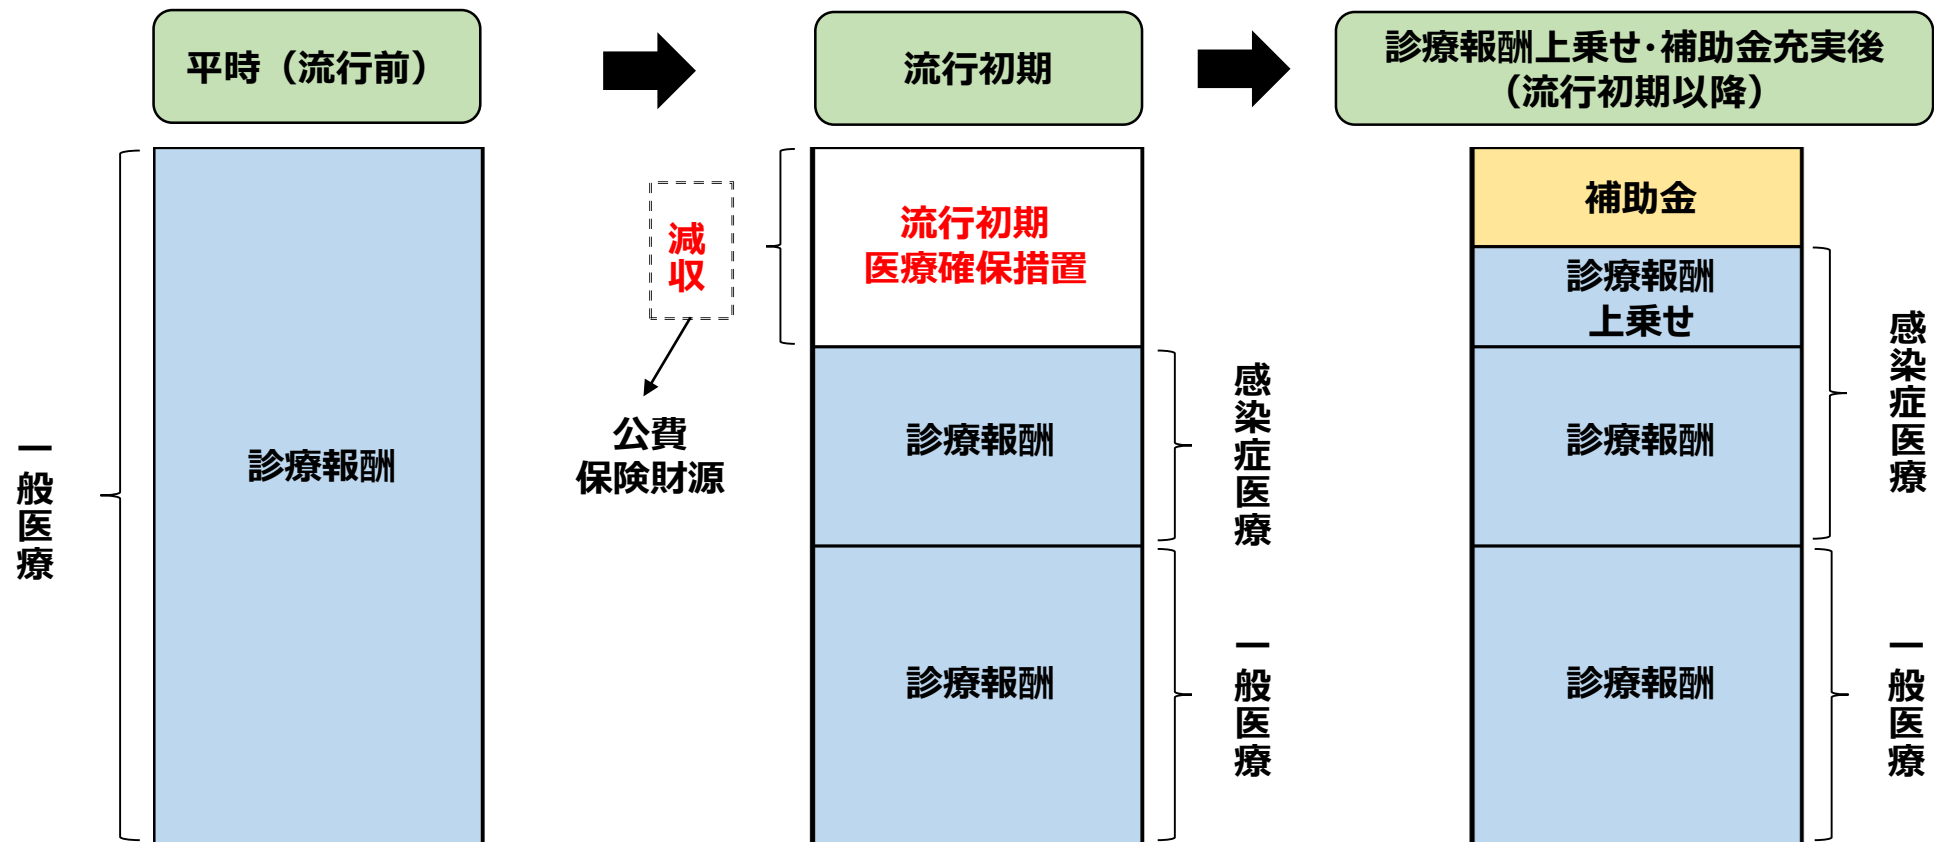 平時（流行前）
流行初期
診療報酬上乗せ・補助金充実後
（流行初期以降）
一般医療
診療報酬
減収
公費
保険財源
流行初期
医療確保措置
診療報酬
診療報酬
感染症医療
一般医療
補助金
診療報酬
上乗せ
診療報酬
診療報酬
感染症医療
一般医療